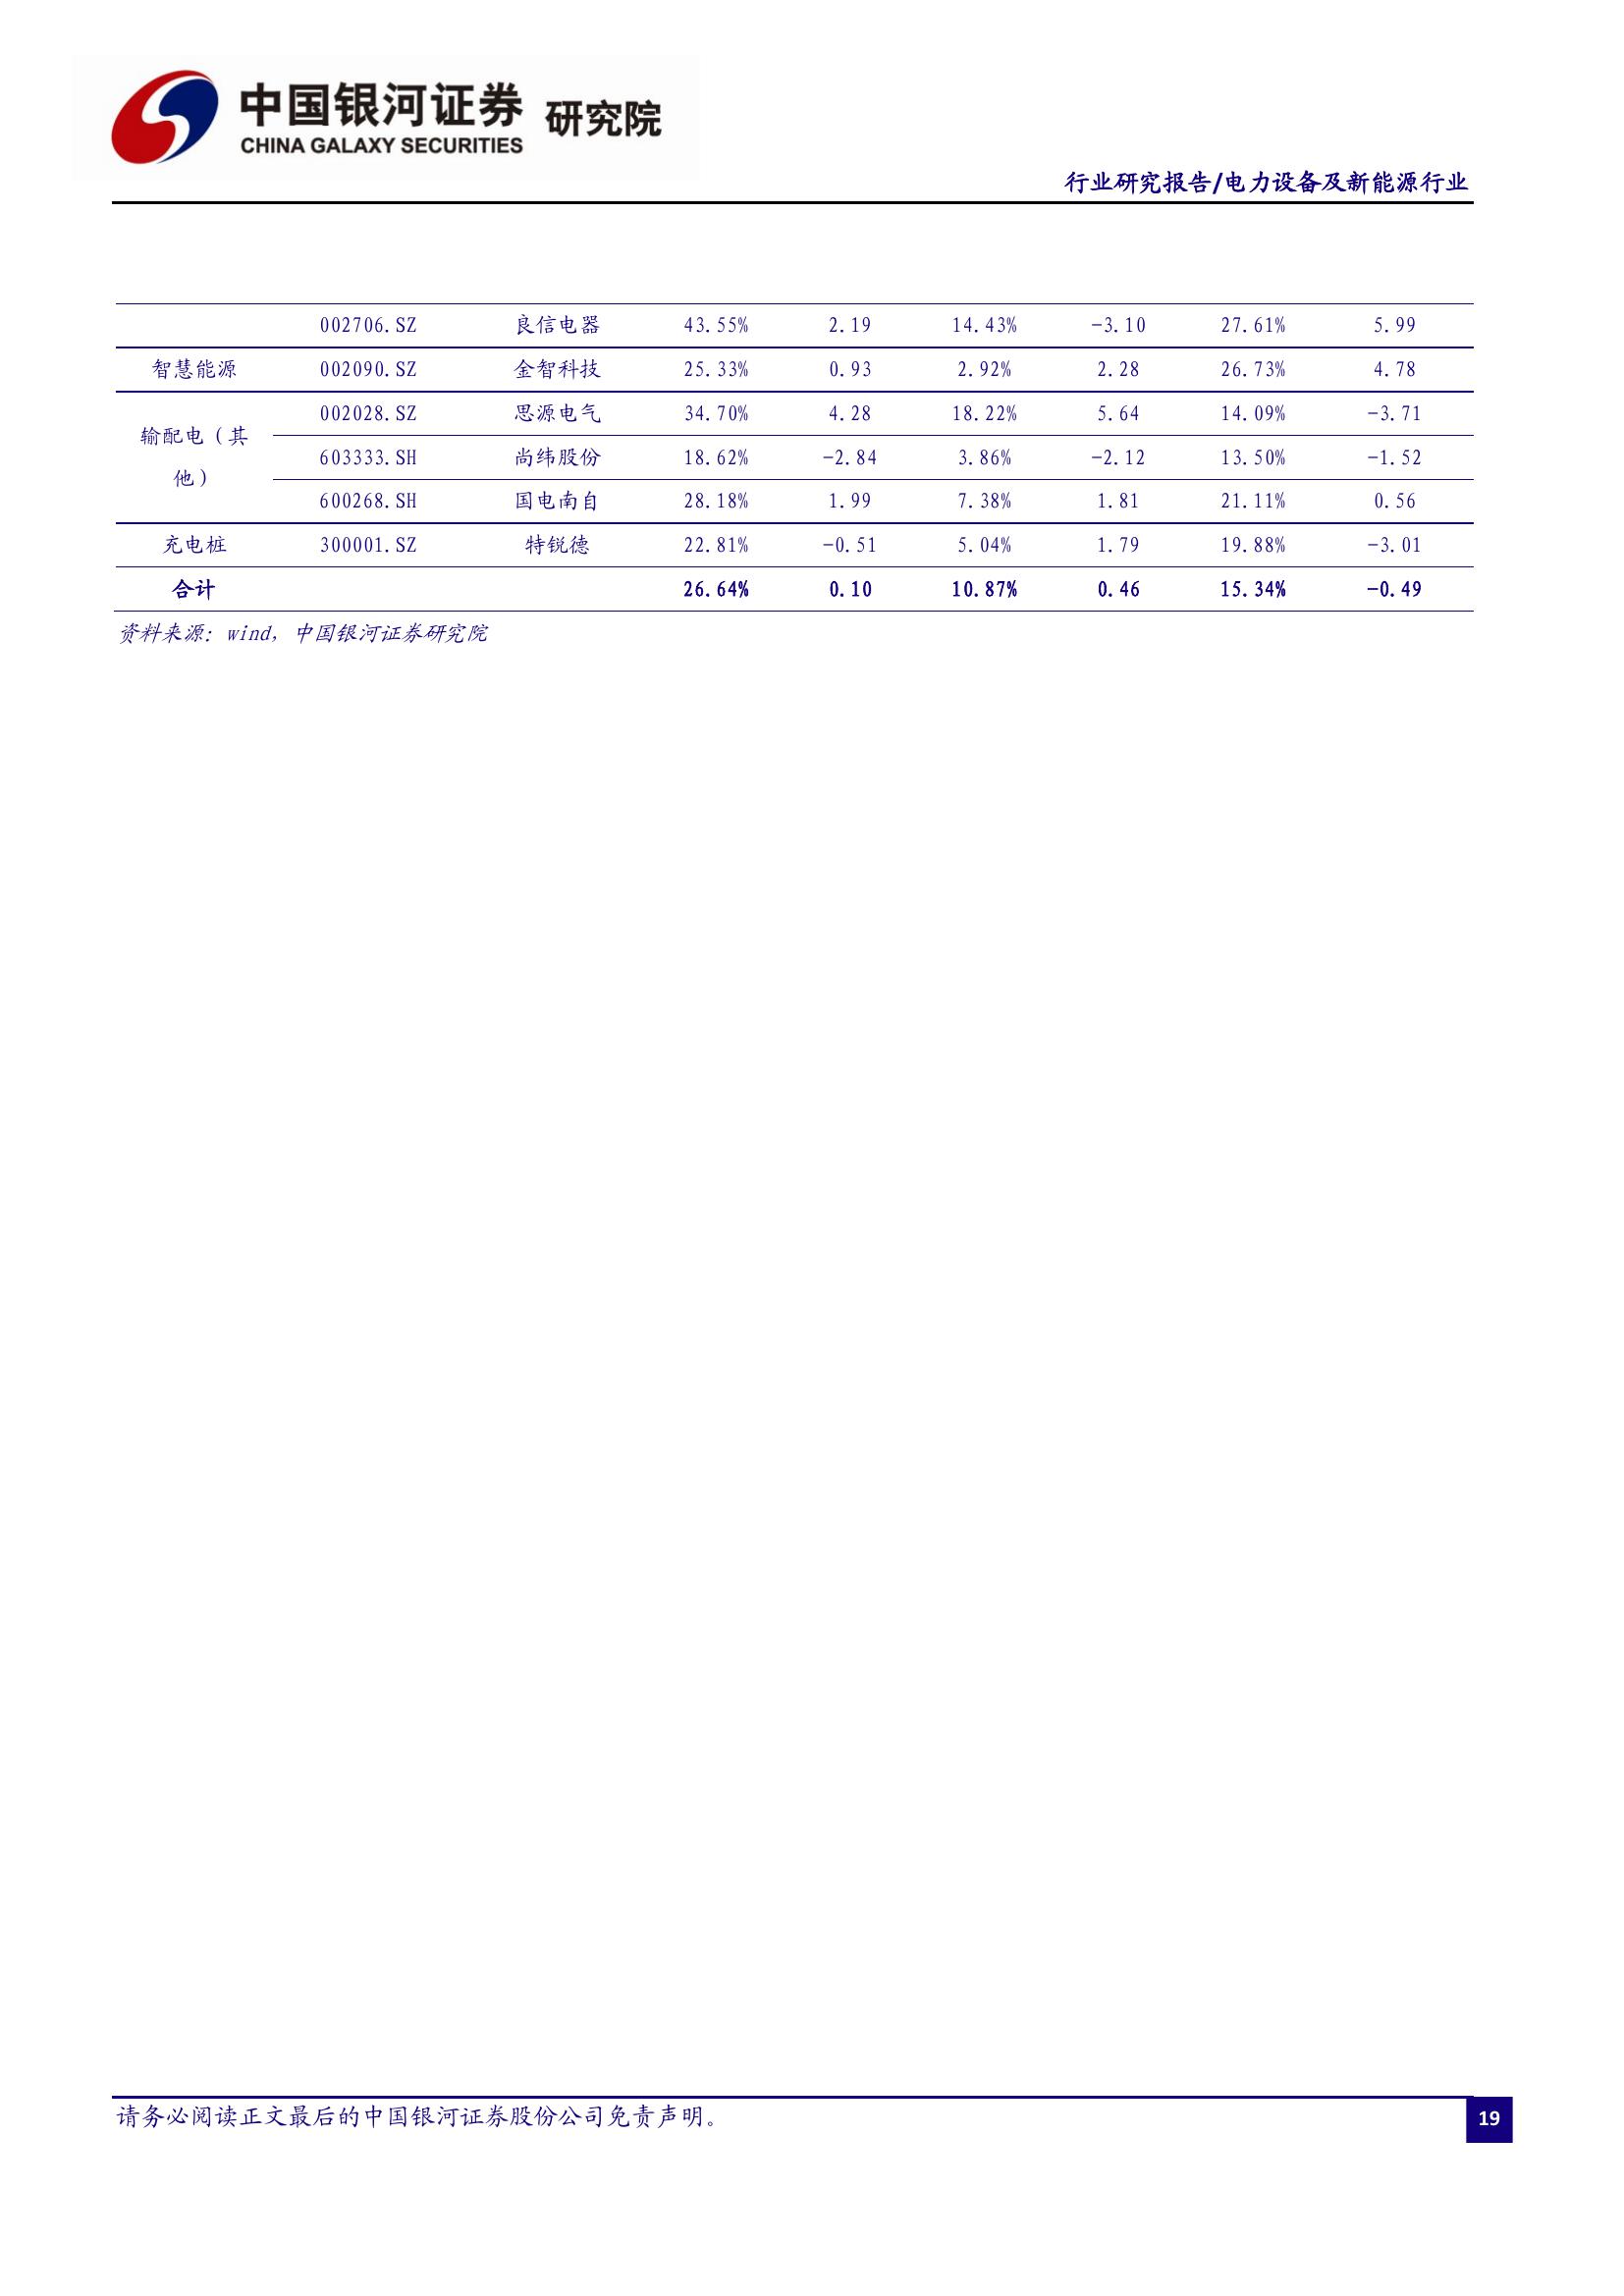 中国银河证券 研究院
CHINA GALAXY SECURITIES
行业研究报告/电力设备及新能源行业
002706.SZ 良信电器 43.55% 2.19 14.43% -3.10 27.61% 5.99
智慧能源 002090.SZ 金智科技 25.33% 0.93 2.92% 2.28 26.73% 4.78
输配电（其他） 002028.SZ 思源电气 34.70% 4.28 18.22% 5.64 14.09% -3.71
603333.SH 尚纬股份 18.62% -2.84 3.86% -2.12 13.50% -1.52
600268.SH 国电南自 28.18% 1.99 7.38% 1.81 21.11% 0.56
充电桩 300001.SZ 特锐德 22.81% -0.51 5.04% 1.79 19.88% -3.01
合计 26.64% 0.10 10.87% 0.46 15.34% -0.49
资料来源：wind，中国银河证券研究院
请务必阅读正文最后的中国银河证券股份公司免责声明。
19